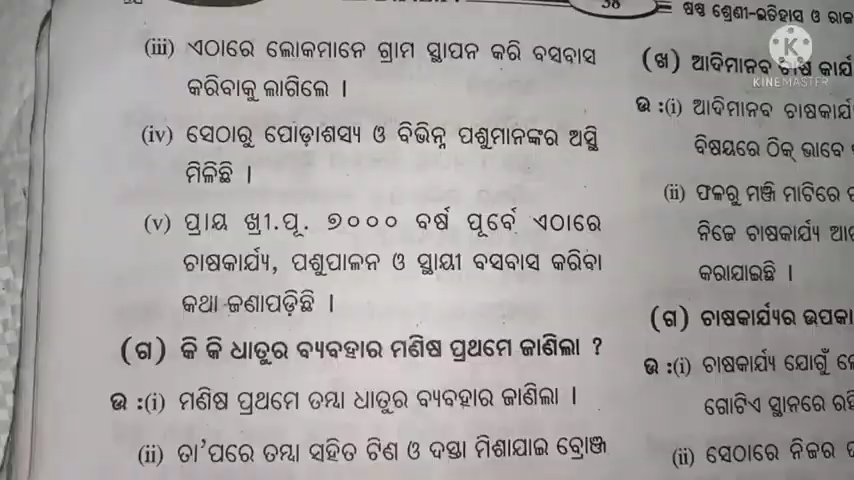 38
ଷଷ୍ଠ ଶ୍ରେଣୀ-ଇତିହାସ ଓ
(iii) ଏଠାରେ ଲୋକମାନେ ଗ୍ରାମ ସ୍ଥାପନ କରି ବସବାସ
କରିବାକୁ ଲାଗିଲେ ।
(iv) ସେଠାରୁ ପୋଡ଼ାଶସ୍ୟ ଓ ବିଭିନ୍ନ ପଶୁମାନଙ୍କର ଅସ୍ଥି
ମିଳିଛି ।
(v) ପ୍ରାୟ ଖ୍ରୀ.ପୂ. ୭୦୦୦ ବର୍ଷ ପୂର୍ବେ ଏଠାରେ
ଚାଷକାର୍ଯ୍ୟ, ପଶୁପାଳନ ଓ ସ୍ଥାୟୀ ବସବାସ କରିବା
କଥା ଜଣାପଡ଼ିଛି ।
(ଗ) କି କି ଧାତୁର ବ୍ୟବହାର ମଣିଷ ପ୍ରଥମେ ଜାଣିଲା ?
ଉ :(i) ମଣିଷ ପ୍ରଥମେ ତମ୍ବା ଧାତୁର ବ୍ୟବହାର ଜାଣିଲା ।
(ii) ତା'ପରେ ତମ୍ବା ସହିତ ଟିଣ ଓ ଦସ୍ତା ମିଶାଯାଇ ବ୍ରୋଞ୍ଜ
(ଖ) ଆଦିମାନବ ଚାଷ
ଉ :(i) ଆଦିମାନବ
ବିଷୟରେ ଠିକ୍ ଭାବେ
(ii) ଫଳରୁ ମଞ୍ଜି ମାଟିରେ
ନିଜେ ଚାଷକାର୍ଯ୍ୟ
କରାଯାଇଛି ।
(ଗ) ଚାଷକାର୍ଯ୍ୟର
ଉ :(i) ଚାଷକାର୍ଯ୍ୟ ଯୋଗୁଁ
ଗୋଟିଏ ସ୍ଥାନରେ
(ii) ସେଠାରେ ନିଜର
KINEMASTER